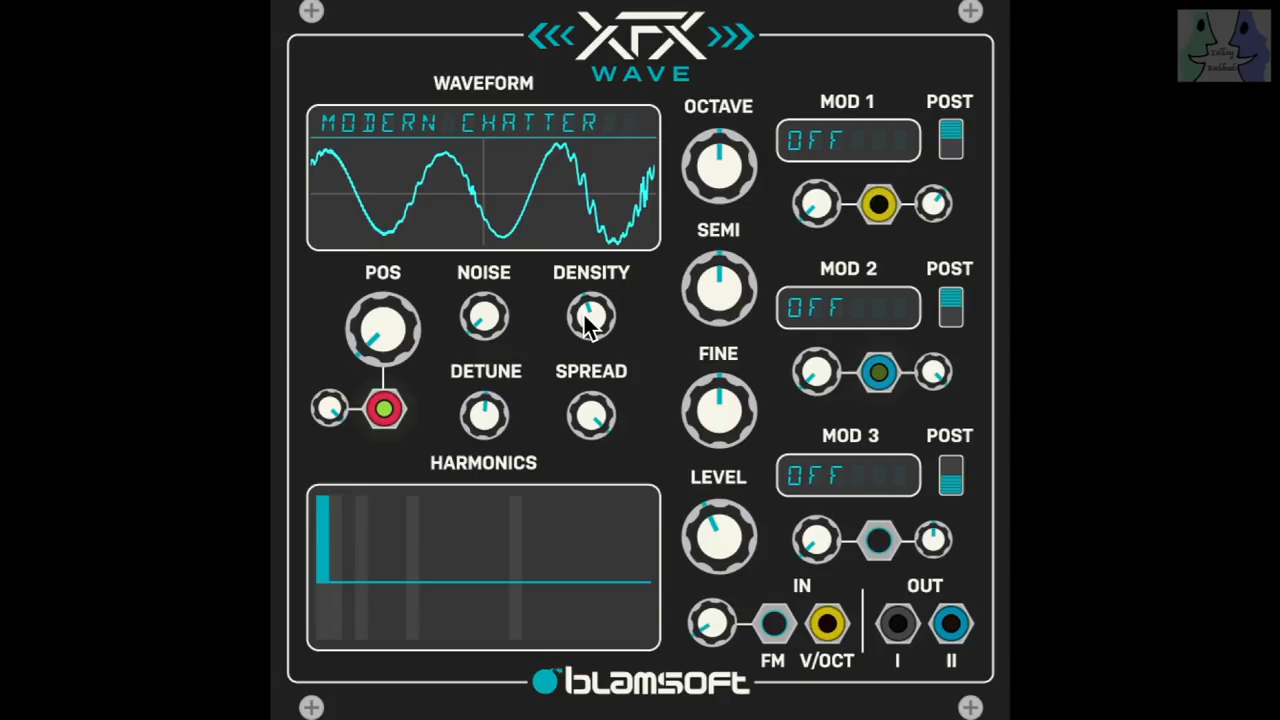 XFX
WAVE
WAVEFORM
MODERN CHATTER
POS
NOISE
DENSITY
DETUNE
SPREAD
HARMONICS
OCTAVE
SEMI
FINE
LEVEL
MOD 1
POST
OFF
MOD 2
POST
OFF
MOD 3
POST
OFF
IN
OUT
FM
V/OCT
I
II
blamsoft
Talking